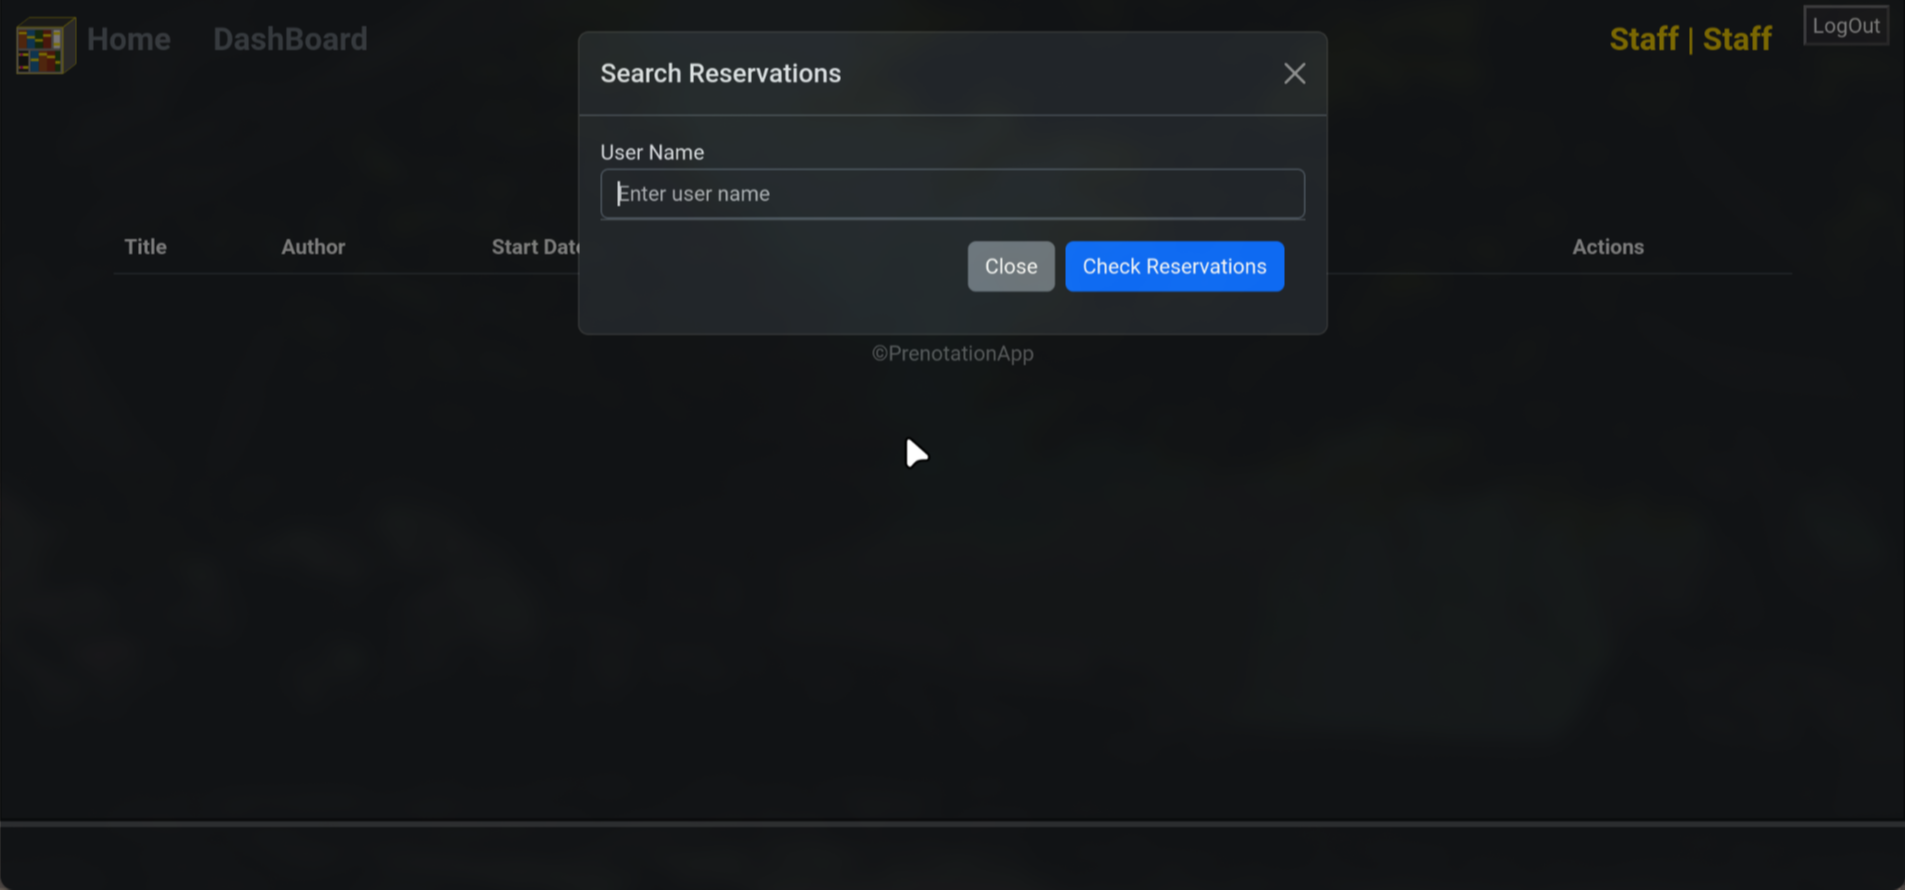 Home DashBoard Staff | Staff LogOut
Search Reservations
User Name
Enter user name
Title Author Start Date Actions
Close Check Reservations
©PrenotationApp